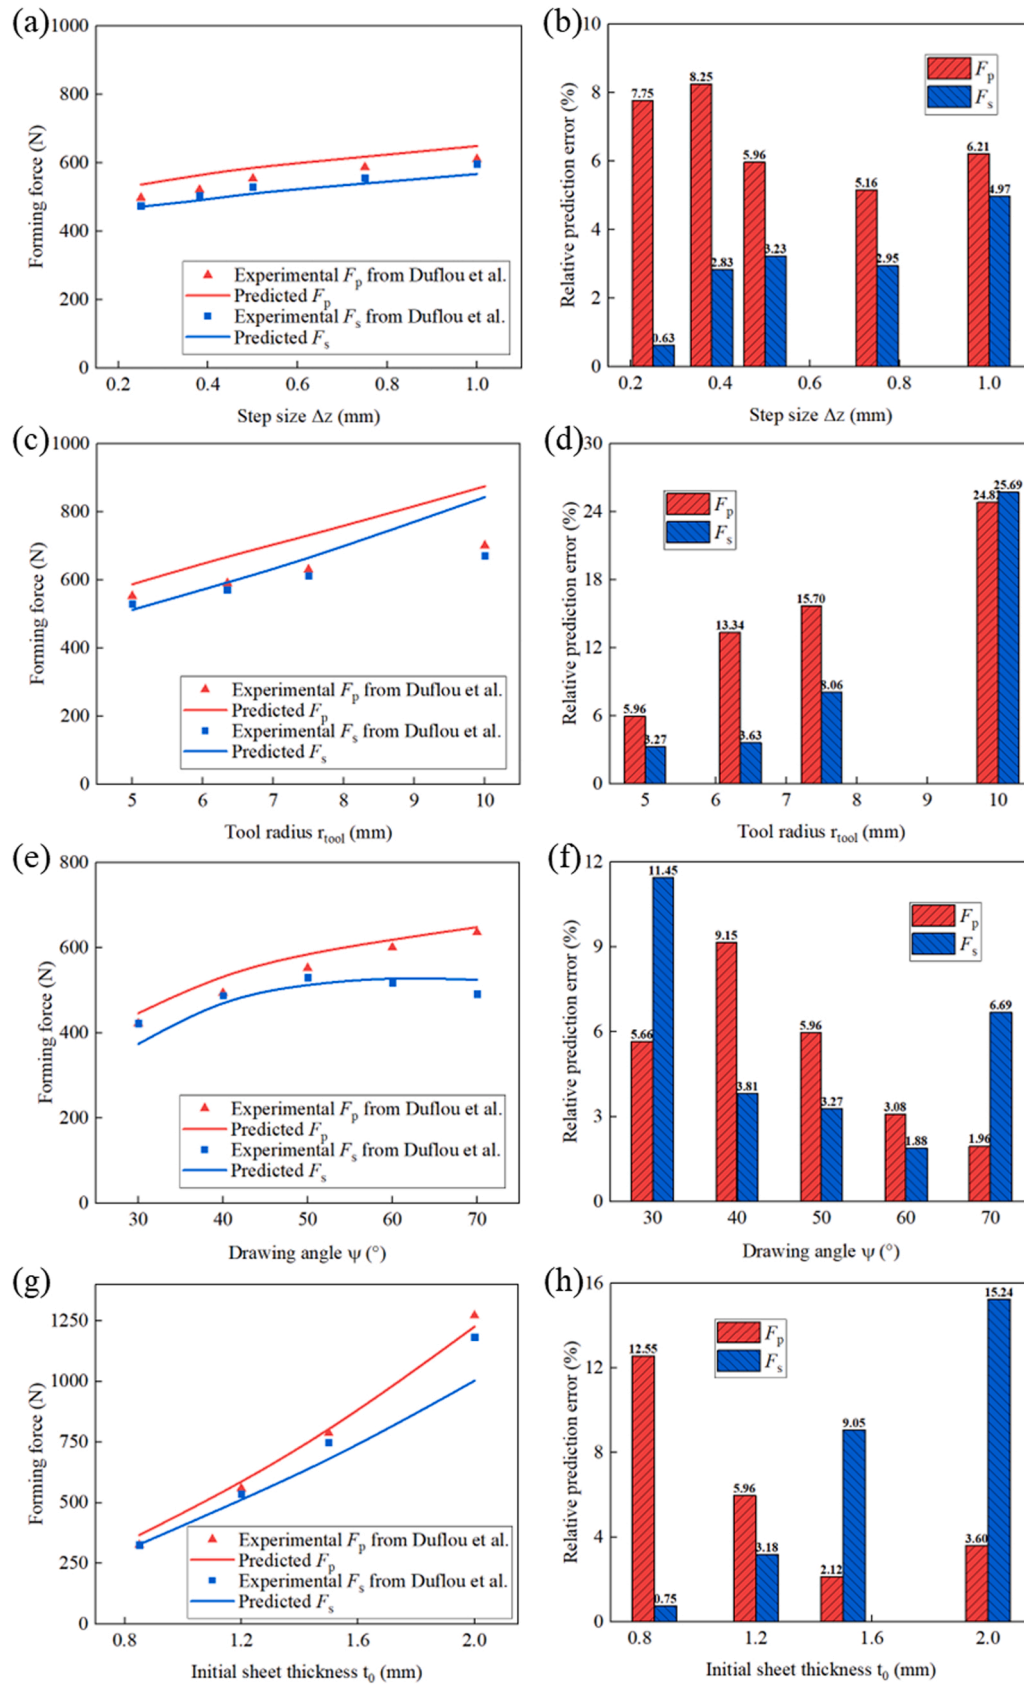 (a)
1000
800
600
400
200
0
Forming force (N)
Experimental Fp from Duflou et al.
Predicted Fp
Experimental Fs from Duflou et al.
Predicted Fs
0.2 0.4 0.6 0.8 1.0
Step size Δz (mm)
(b)
10
8
6
4
2
0
Relative prediction error (%)
Fp
Fs
7.75
0.63
8.25
2.83
5.96
3.23
5.16
2.95
6.21
4.97
0.2 0.4 0.6 0.8 1.0
Step size Δz (mm)
(c)
1000
800
600
400
200
0
Forming force (N)
Experimental Fp from Duflou et al.
Predicted Fp
Experimental Fs from Duflou et al.
Predicted Fs
5 6 7 8 9 10
Tool radius rtool (mm)
(d)
30
24
18
12
6
0
Relative prediction error (%)
Fp
Fs
5.96
3.27
13.34
3.63
15.70
8.06
25.69
5 6 7 8 9 10
Tool radius rtool (mm)
(e)
800
600
400
200
0
Forming force (N)
Experimental Fp from Duflou et al.
Predicted Fp
Experimental Fs from Duflou et al.
Predicted Fs
30 40 50 60 70
Drawing angle ψ (°)
(f)
12
9
6
3
0
Relative prediction error (%)
Fp
Fs
5.66
11.45
9.15
3.81
5.96
3.27
3.08
1.88
1.96
6.69
30 40 50 60 70
Drawing angle ψ (°)
(g)
1250
1000
750
500
250
0
Forming force (N)
Experimental Fp from Duflou et al.
Predicted Fp
Experimental Fs from Duflou et al.
Predicted Fs
0.8 1.2 1.6 2.0
Initial sheet thickness t0 (mm)
(h)
16
12
8
4
0
Relative prediction error (%)
Fp
Fs
12.55
0.75
5.96
3.18
2.12
9.05
3.60
15.24
0.8 1.2 1.6 2.0
Initial sheet thickness t0 (mm)